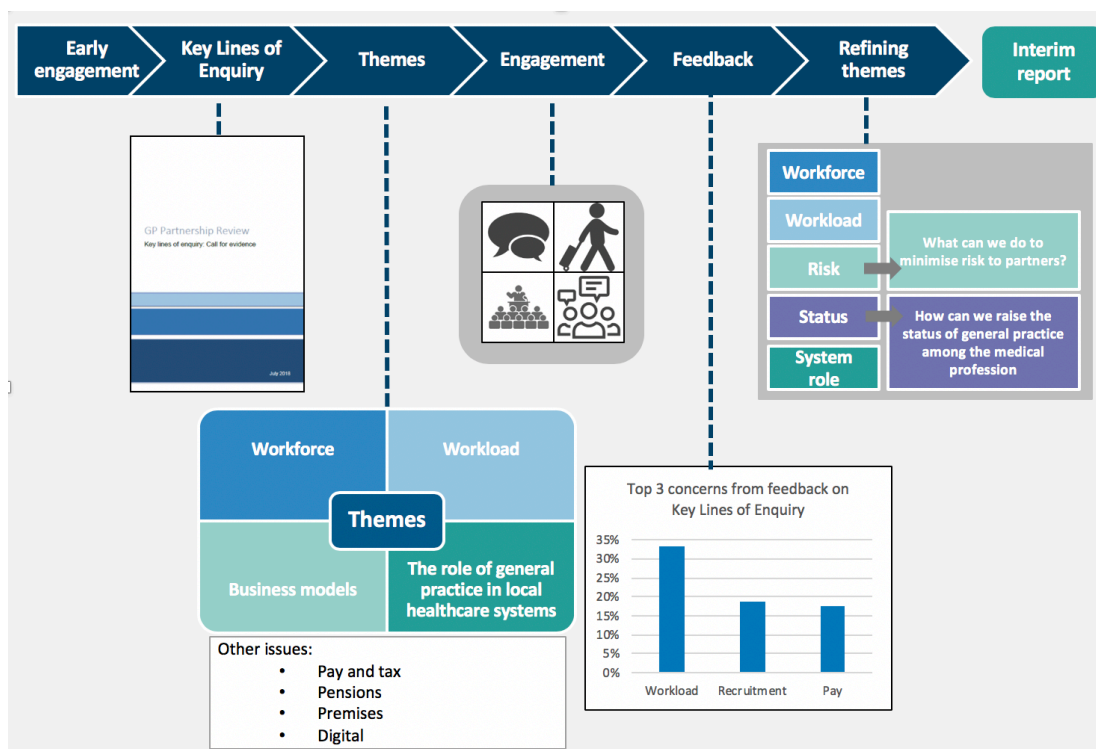 Early
engagement
Key Lines of
Enquiry
Themes
Engagement
Feedback
Refining
themes
Interim
report
GP Partnership Review
Key lines of enquiry: Call for evidence
July 2018
Workforce
Workload
Themes
Business models
The role of general
practice in local
healthcare systems
Other issues:
• Pay and tax
• Pensions
• Premises
• Digital
Top 3 concerns from feedback on
Key Lines of Enquiry
35%
30%
25%
20%
15%
10%
5%
0%
Workload
Recruitment
Pay
Workforce
Workload
Risk
Status
System
role
What can we do to
minimise risk to partners?
How can we raise the
status of general practice
among the medical
profession